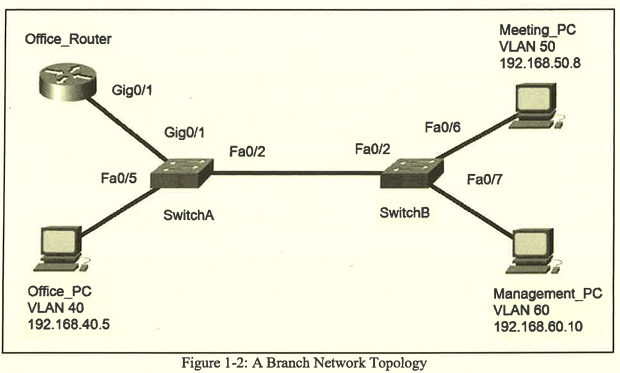 Office_Router
Gig0/1
Gig0/1
Fa0/2
Fa0/2
Fa0/5
SwitchA
Office_PC
VLAN 40
192.168.40.5
Meeting_PC
VLAN 50
192.168.50.8
Fa0/6
Fa0/7
SwitchB
Management_PC
VLAN 60
192.168.60.10
Figure 1-2: A Branch Network Topology